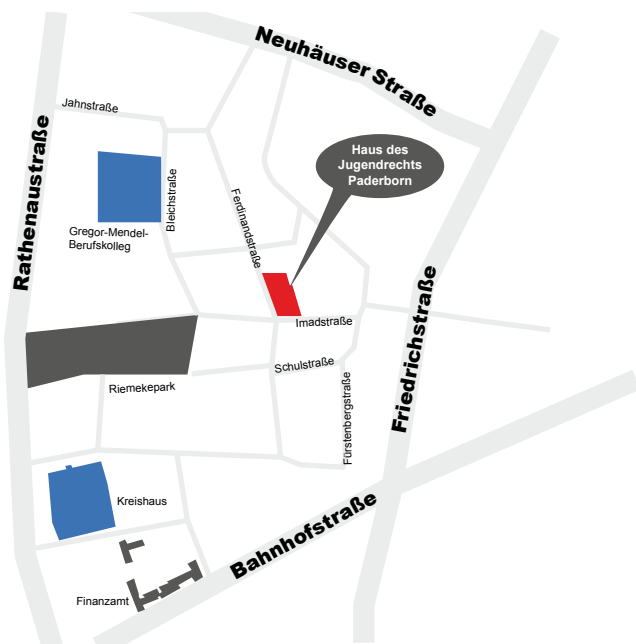 Neuhäuser Straße
Jahnstraße
Haus des
Jugendrechts
Paderborn
Rathenaustraße
Bleichstraße
Ferdinandstraße
Gregor-Mendel-
Berufskolleg
Friedrichstraße
Imadstraße
Schulstraße
Riemekepark
Fürstenbergstraße
Kreishaus
Bahnhofstraße
Finanzamt